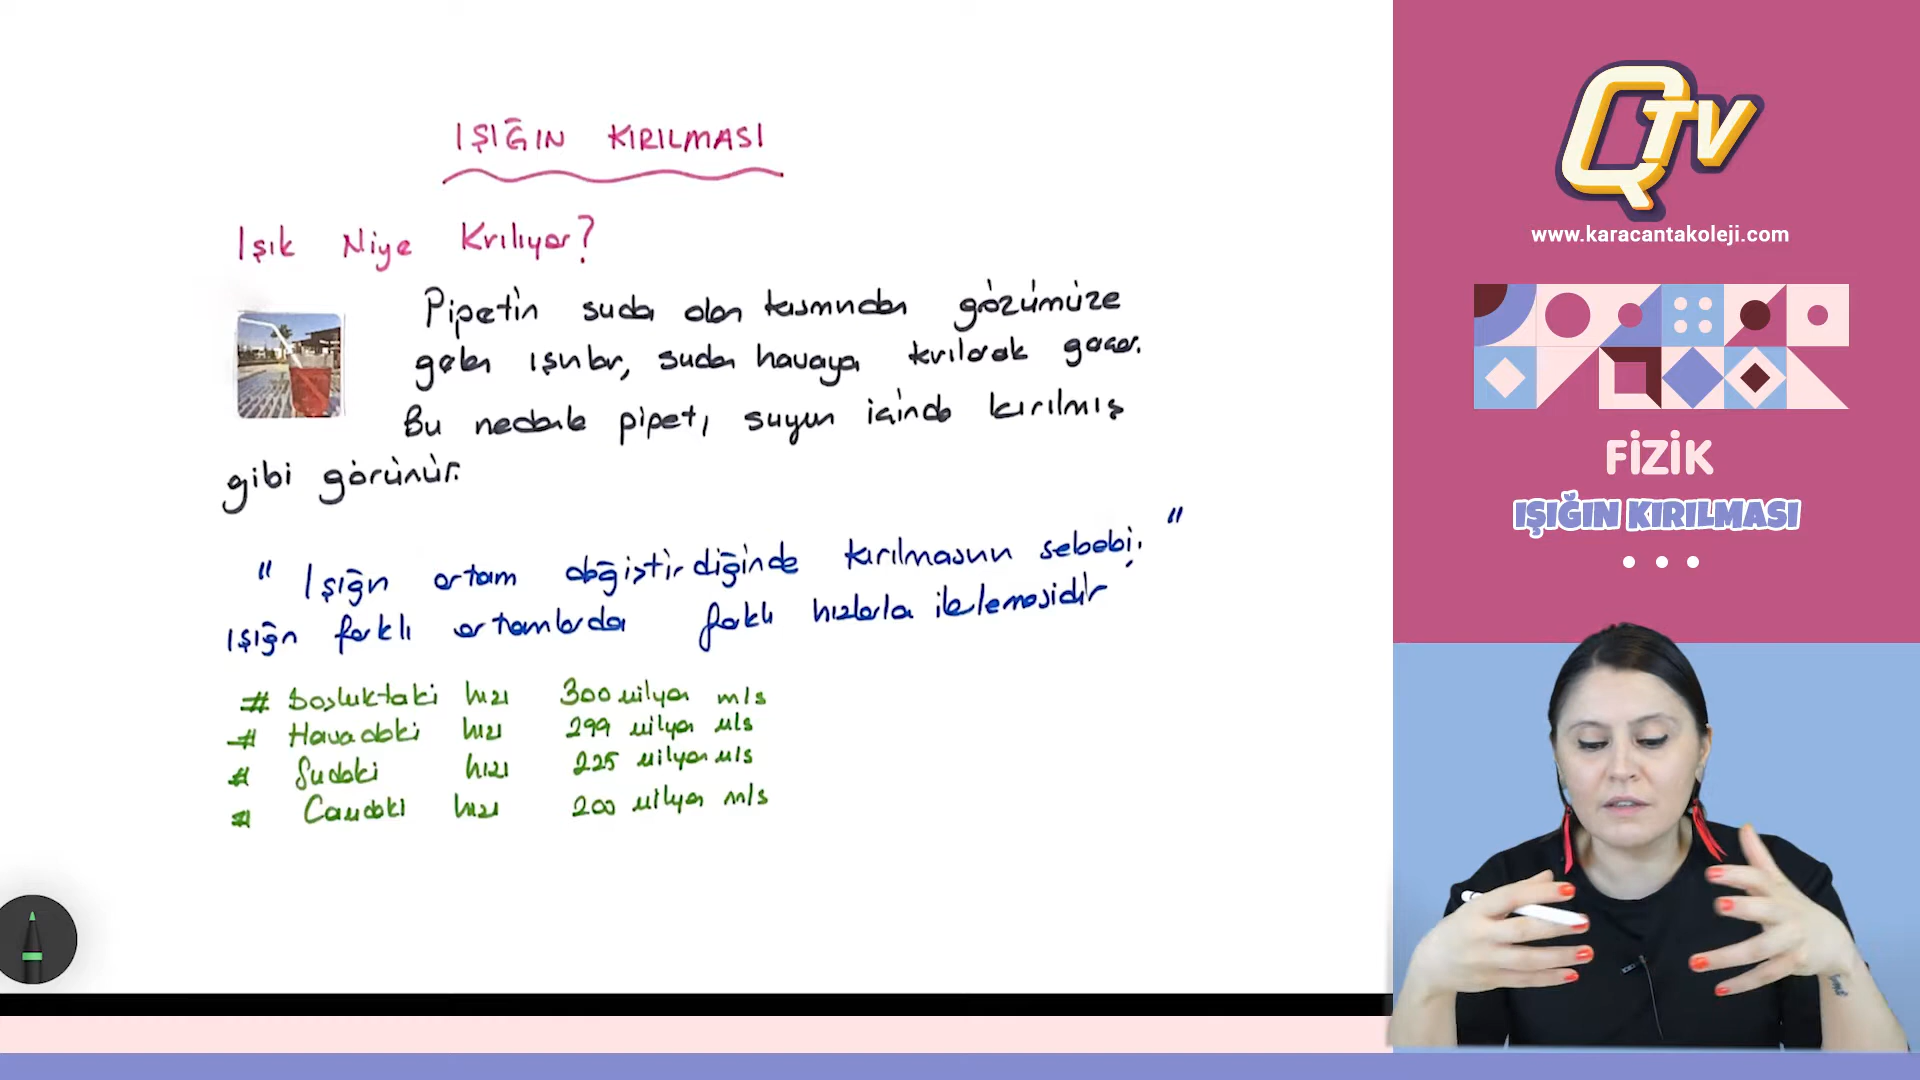 IŞIĞIN KIRILMASI
Işık Niye Kırılıyor?
Pipetin suda olan kısmından gözümüze
gelen ışınlar, sudan havaya kırılarak geçer.
Bu nedenle pipeti, suyun içinde kırılmış
gibi görünür.
" Işığın ortam değiştirdiğinde kırılmasının sebebi; "
ışığın farklı ortamlarda farklı hızlarla ilerlemesidir
# Boşluktaki hızı 300 milyon m/s
# Havadaki hızı 299 milyon m/s
# Sudaki hızı 225 milyon m/s
# Camdaki hızı 200 milyon m/s
QTV
www.karacantakoleji.com
FİZİK
IŞIĞIN KIRILMASI